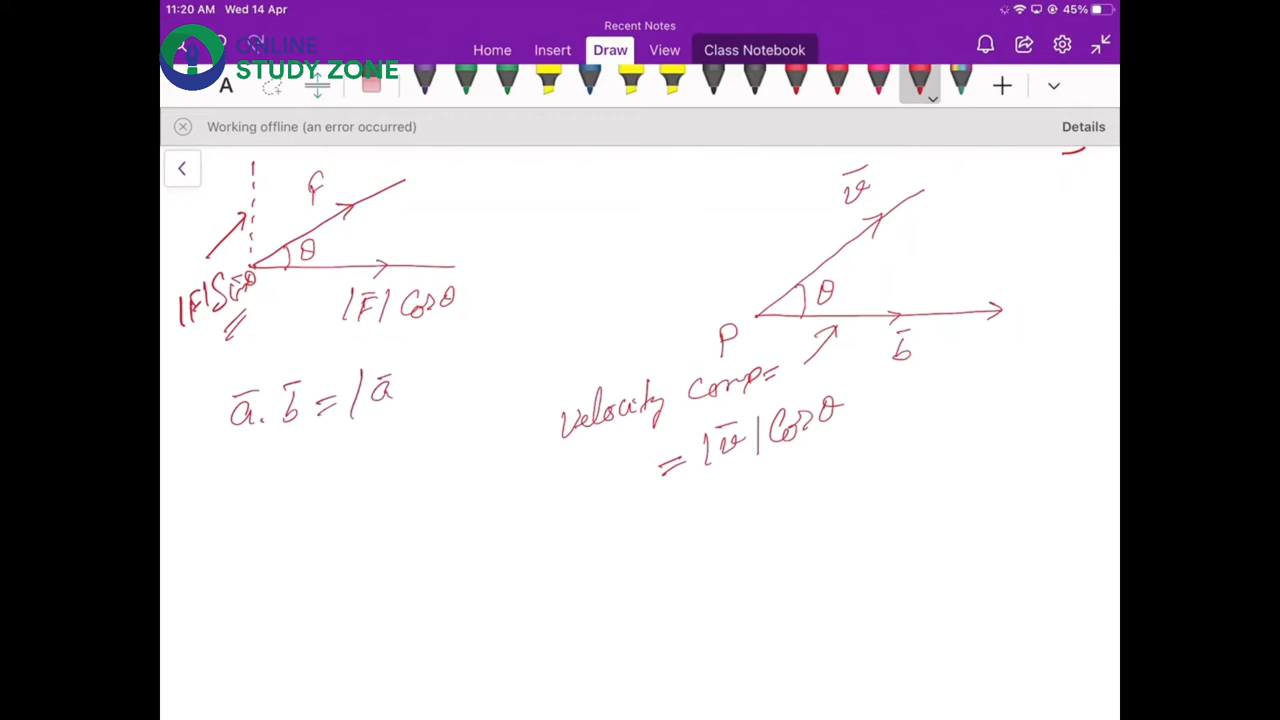 11:20 AM Wed 14 Apr
45%
Recent Notes
ONLINE
STUDY ZONE
Home Insert Draw View Class Notebook
A
Working offline (an error occurred) Details
F
θ
|F|Sinθ
|F̄| Cosθ
ā. b̄ = |ā
v̄
θ
P
b̄
Velocity comp=
= |v̄| Cosθ